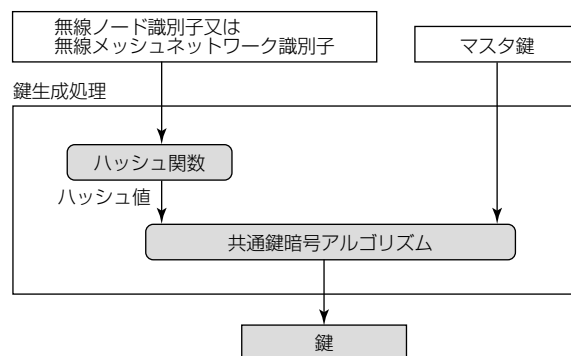 無線ノード識別子又は
無線メッシュネットワーク識別子
マスタ鍵
鍵生成処理
ハッシュ関数
ハッシュ値
共通鍵暗号アルゴリズム
鍵